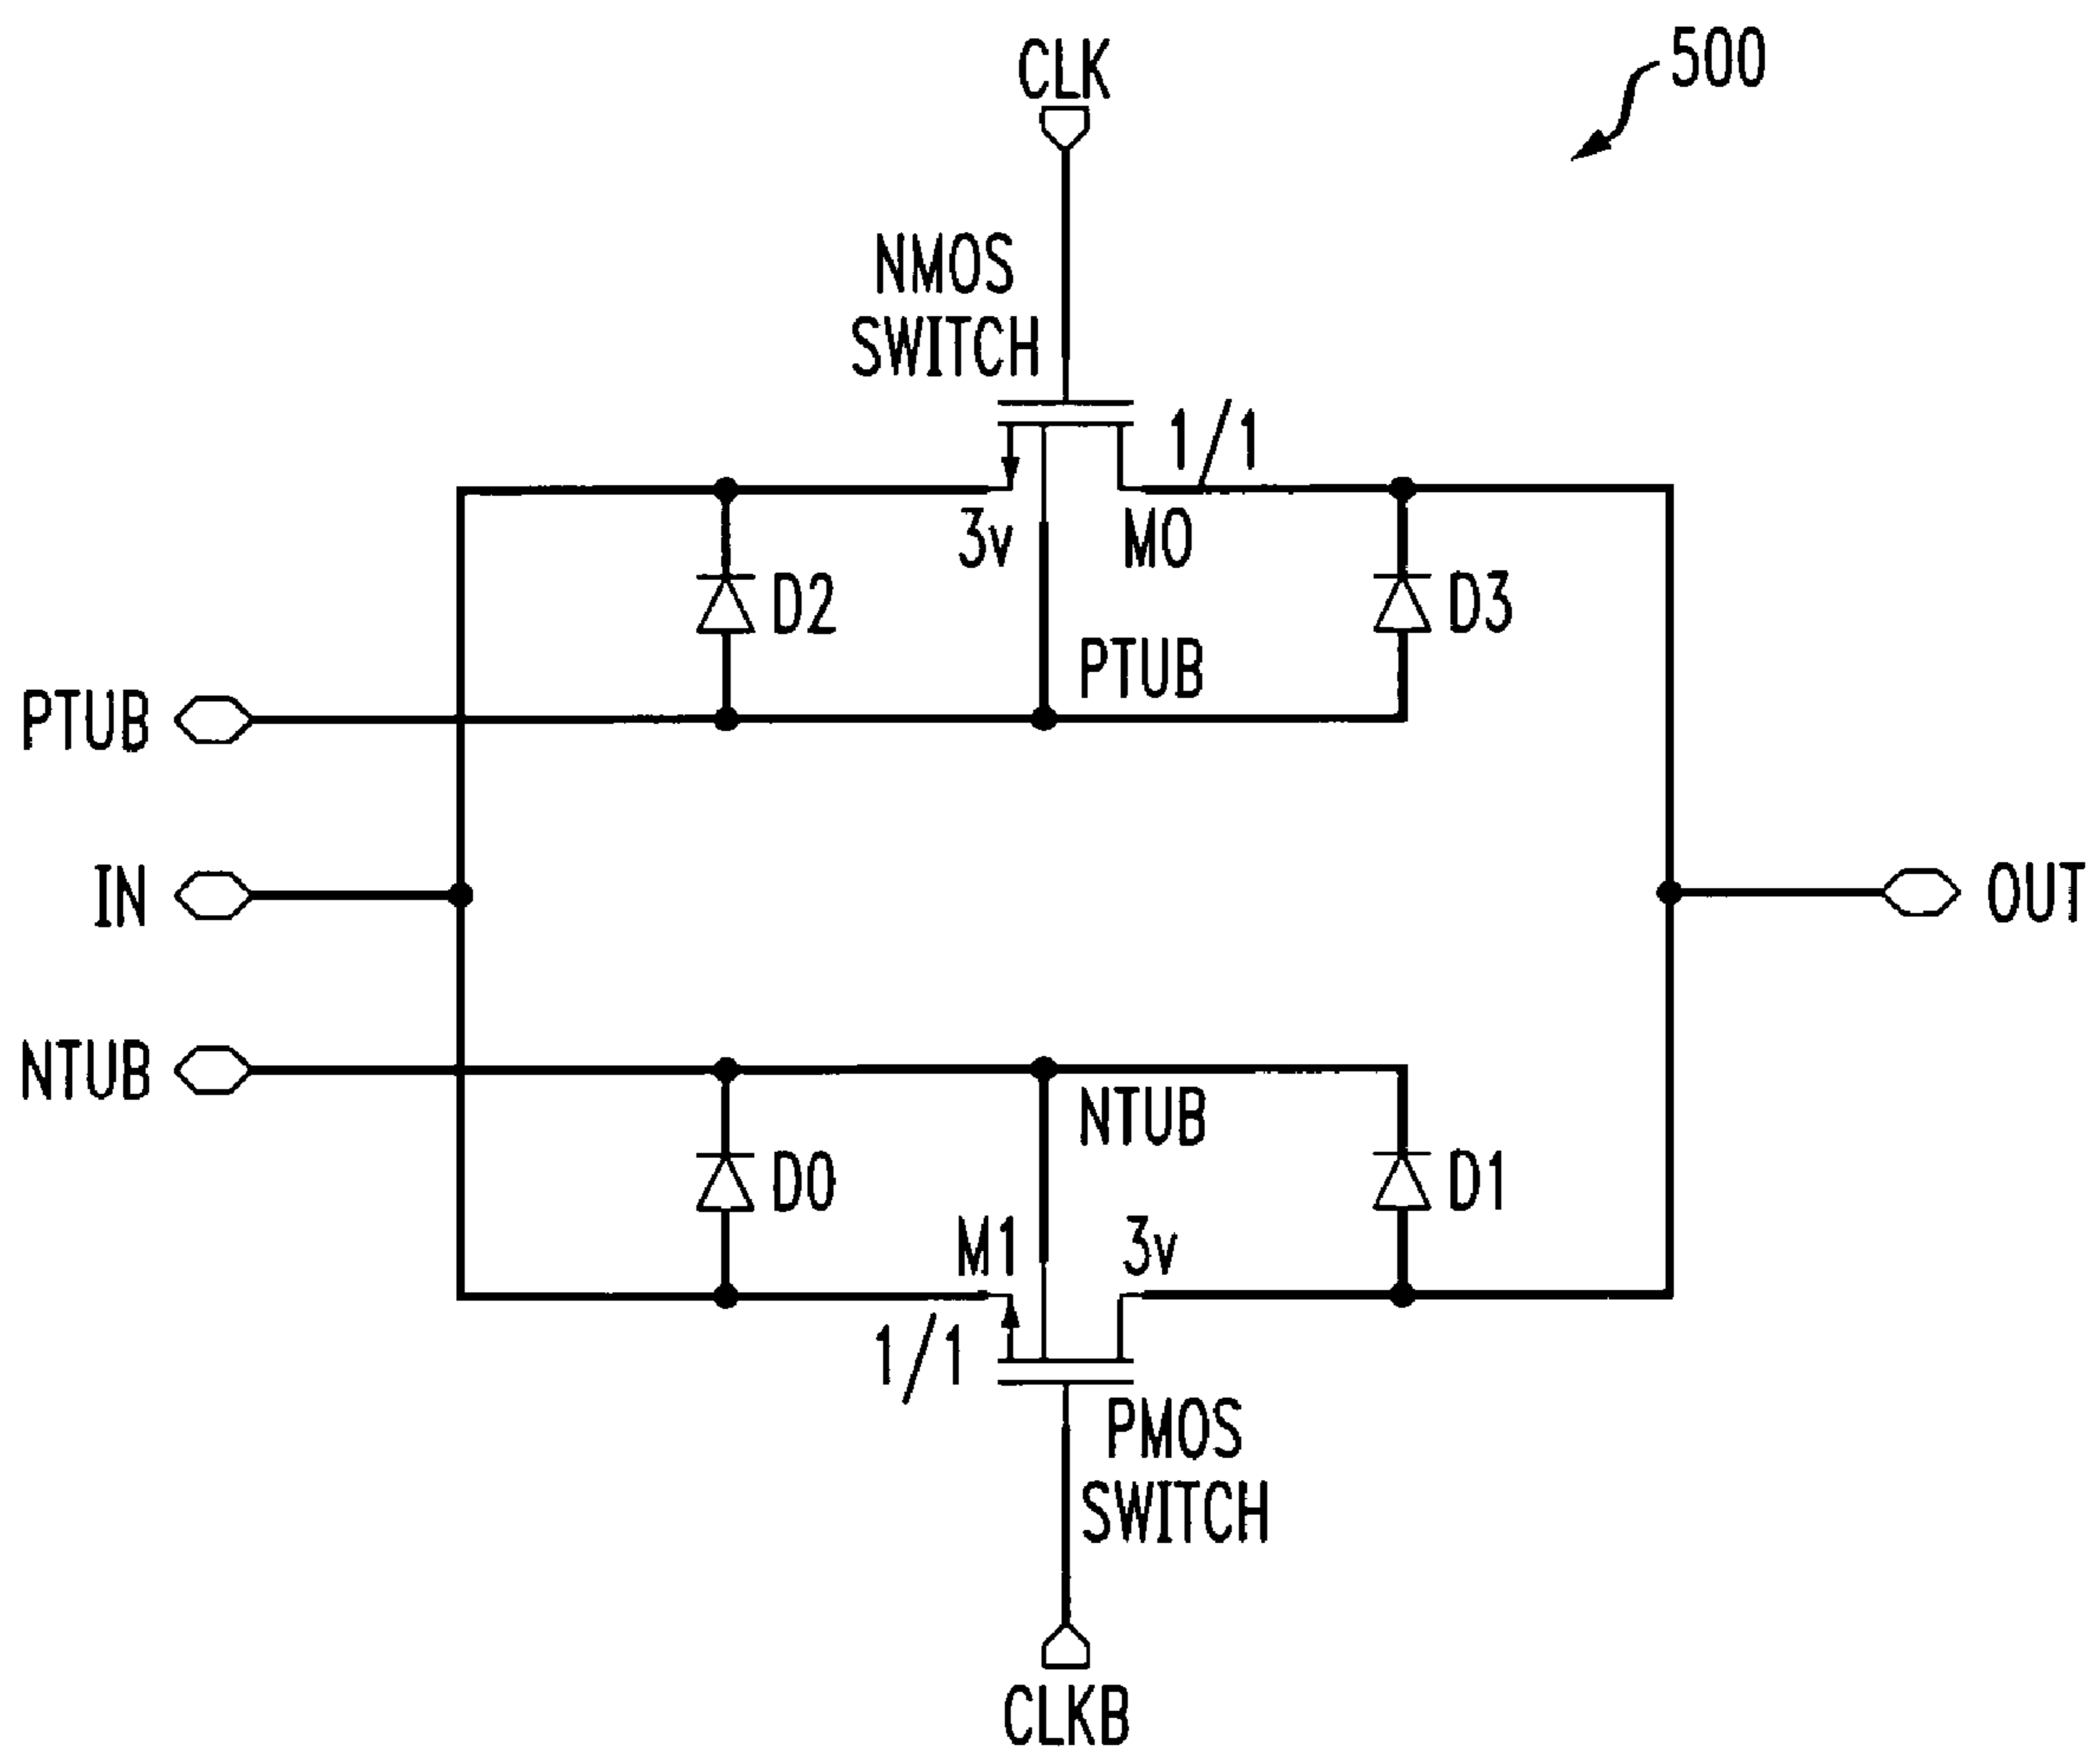 CLK
500
NMOS
SWITCH
1/1
3v
M0
D2
D3
PTUB
PTUB
IN
OUT
NTUB
NTUB
D0
D1
M1
3v
1/1
PMOS
SWITCH
CLKB